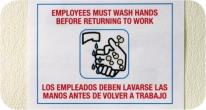 EMPLOYEES MUST WASH HANDS
BEFORE RETURNING TO WORK
LOS EMPLEADOS DEBEN LAVARSE LAS
MANOS ANTES DE VOLVER A TRABAJO